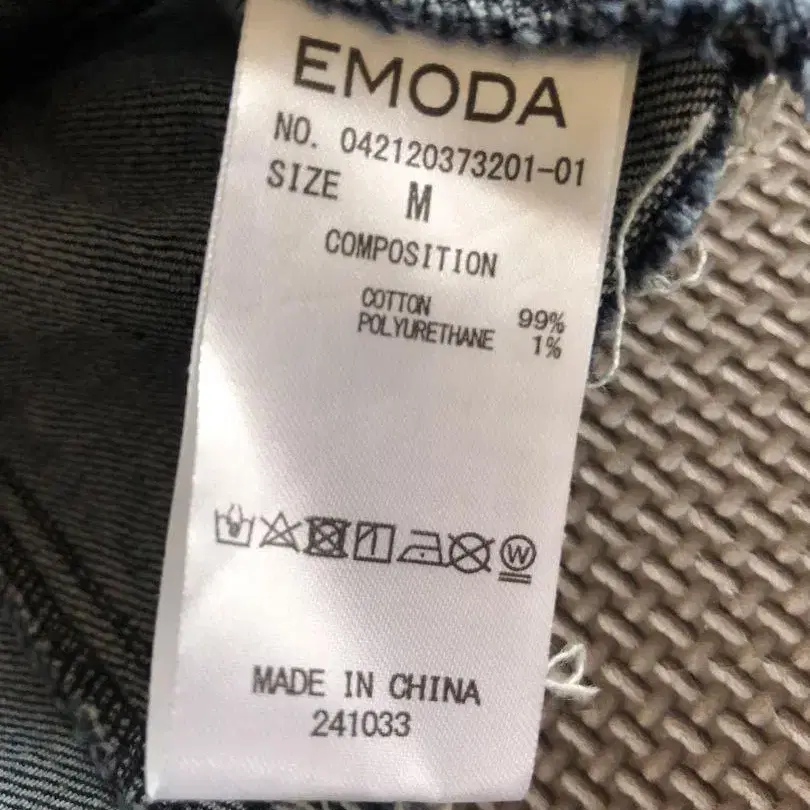 EMODA
NO. 042120373201-01
SIZE M
COMPOSITION
COTTON 99%
POLYURETHANE 1%
W
MADE IN CHINA
241033